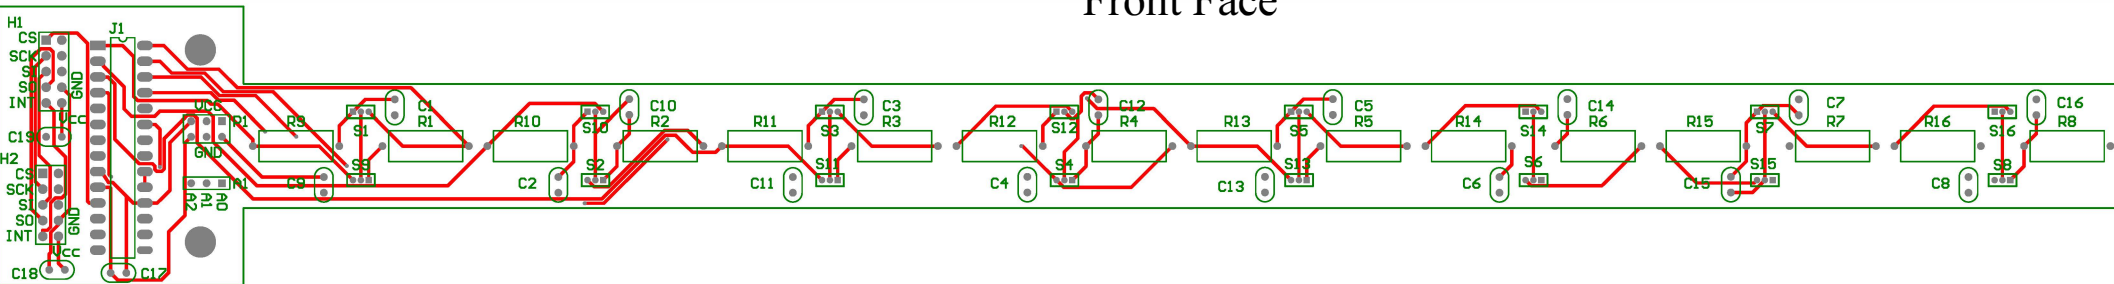 Front Face
H1
J1
CS
SCK
SI
SO
INT
GND
VCC
C19
H2
CS
SCK
SI
SO
INT
GND
Vcc
C18
C17
VCC
R1
GND
A1
A2 A1 A0
R9
S1
S9
C9
C1
R1
R10
S10
S2
C2
C10
R2
R11
S3
S11
C11
C3
R3
R12
S12
S4
C4
C12
R4
R13
S5
S13
C13
C5
R5
R14
S14
S6
C6
C14
R6
R15
S7
S15
C15
C7
R7
R16
S16
S8
C8
C16
R8